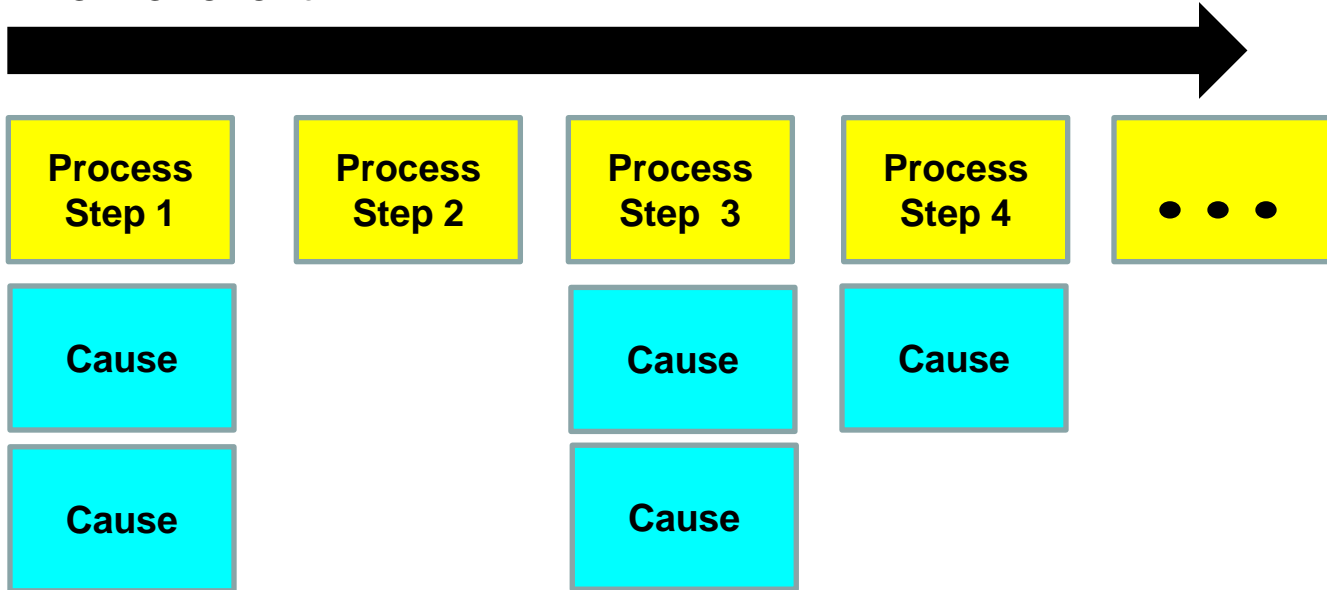 Process
Step 1
Process
Step 2
Process
Step 3
Process
Step 4
• • •
Cause
Cause
Cause
Cause
Cause